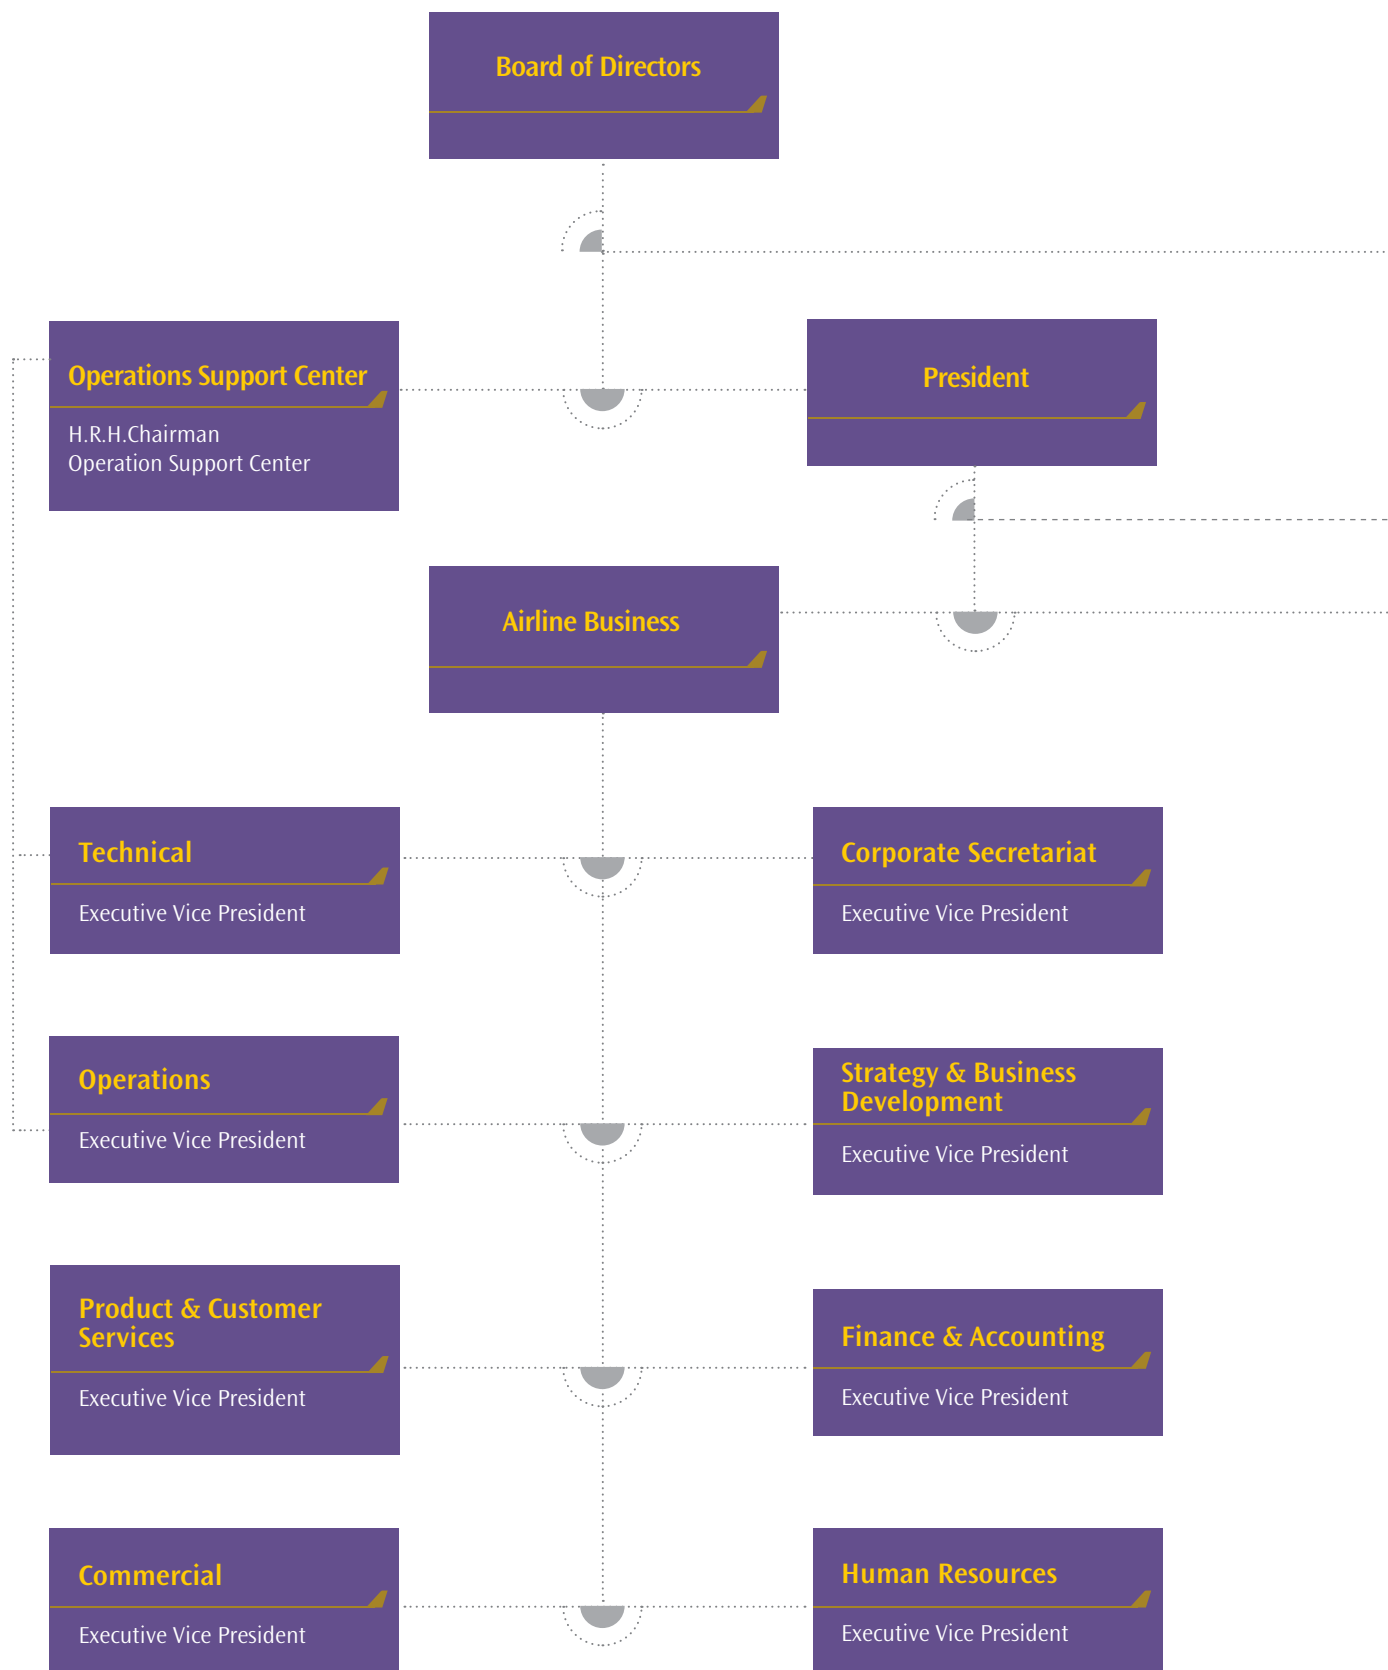 Board of Directors
Operations Support Center
H.R.H.Chairman
Operation Support Center
President
Airline Business
Technical
Executive Vice President
Corporate Secretariat
Executive Vice President
Operations
Executive Vice President
Strategy & Business
Development
Executive Vice President
Product & Customer
Services
Executive Vice President
Finance & Accounting
Executive Vice President
Commercial
Executive Vice President
Human Resources
Executive Vice President